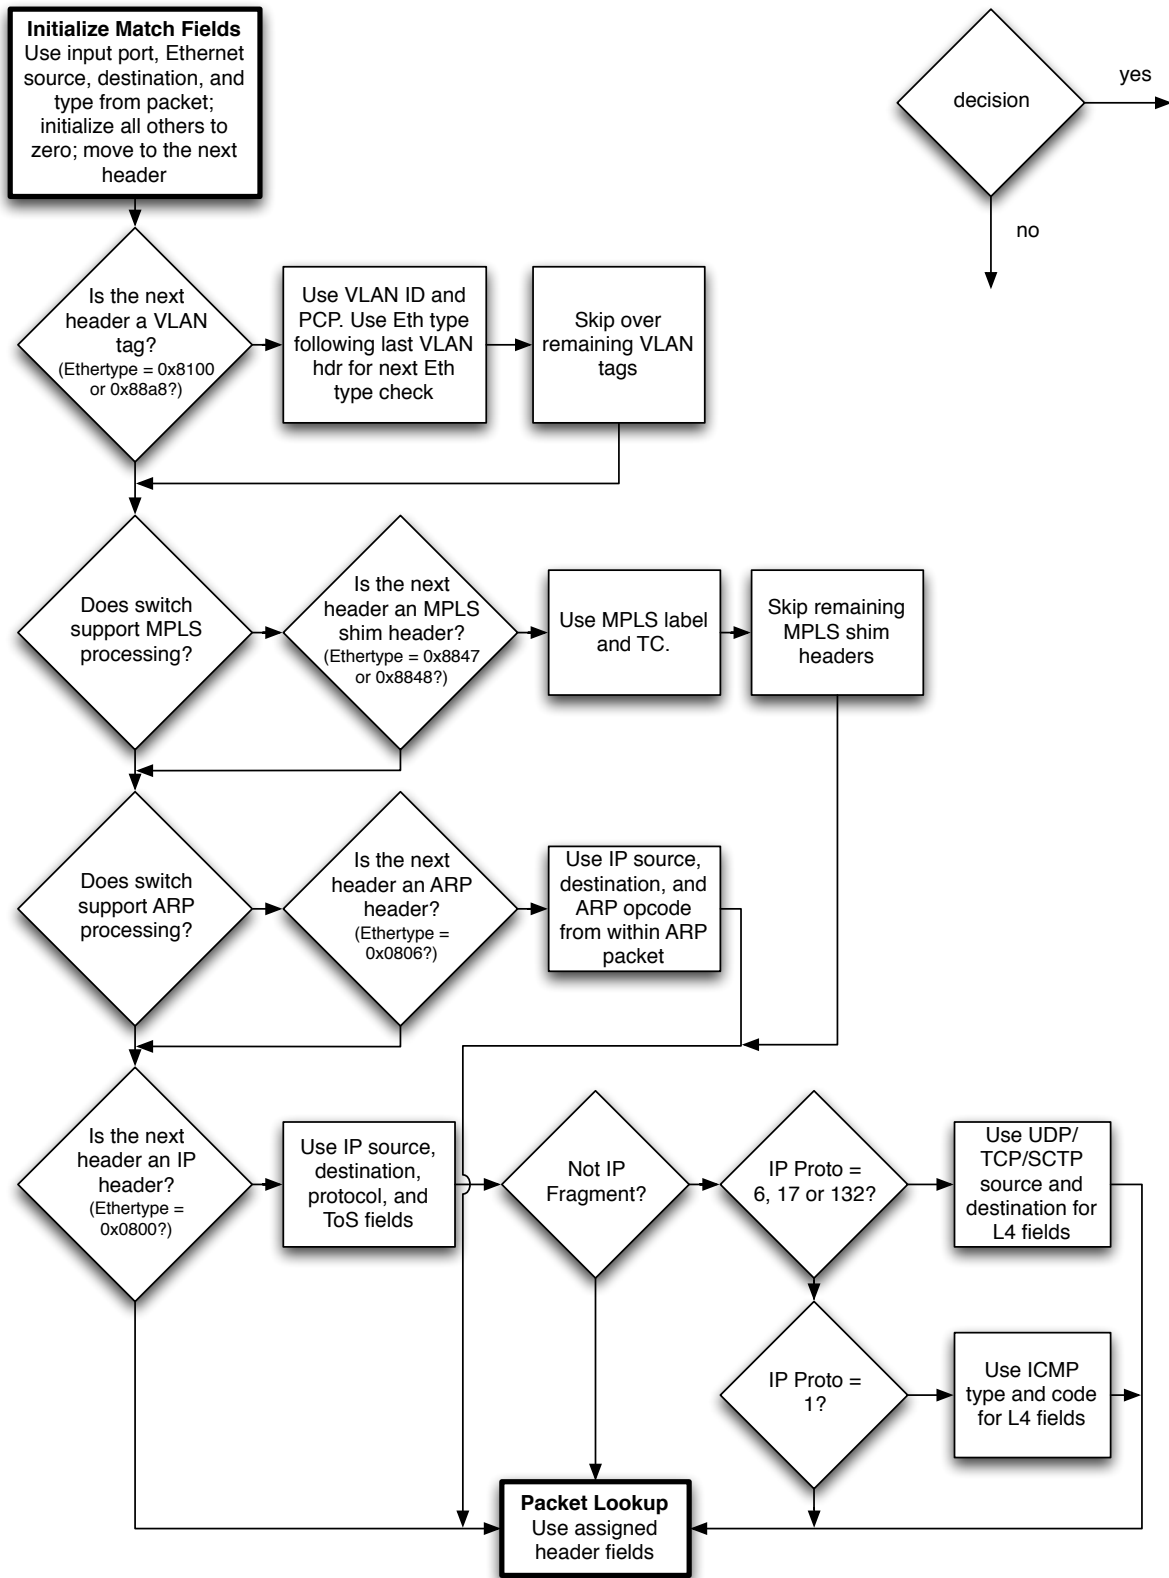 Initialize Match Fields
Use input port, Ethernet
source, destination, and
type from packet;
initialize all others to
zero; move to the next
header
decision
yes
no
Is the next
header a VLAN
tag?
(Ethertype = 0x8100
or 0x88a8?)
Use VLAN ID and
PCP. Use Eth type
following last VLAN
hdr for next Eth
type check
Skip over
remaining VLAN
tags
Does switch
support MPLS
processing?
Is the next
header an MPLS
shim header?
(Ethertype = 0x8847
or 0x8848?)
Use MPLS label
and TC.
Skip remaining
MPLS shim
headers
Does switch
support ARP
processing?
Is the next
header an ARP
header?
(Ethertype =
0x0806?)
Use IP source,
destination, and
ARP opcode
from within ARP
packet
Is the next
header an IP
header?
(Ethertype =
0x0800?)
Use IP source,
destination,
protocol, and
ToS fields
Not IP
Fragment?
IP Proto =
6, 17 or 132?
Use UDP/
TCP/SCTP
source and
destination for
L4 fields
IP Proto =
1?
Use ICMP
type and code
for L4 fields
Packet Lookup
Use assigned
header fields